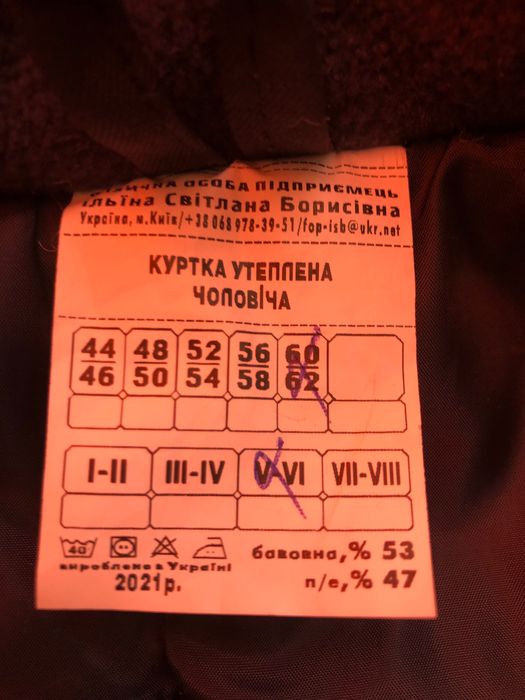 ФІЗИЧНА ОСОБА ПІДПРИЄМЕЦЬ
Ільїна Світлана Борисівна
Україна, м.Київ/+38 068 978-39-51/fop-isb@ukr.net
КУРТКА УТЕПЛЕНА
ЧОЛОВІЧА
44 48 52 56 60
46 50 54 58 62
I-II III-IV V-VI VII-VIII
40 бавовна,% 53
вироблено в Україні п/е,% 47
2021р.